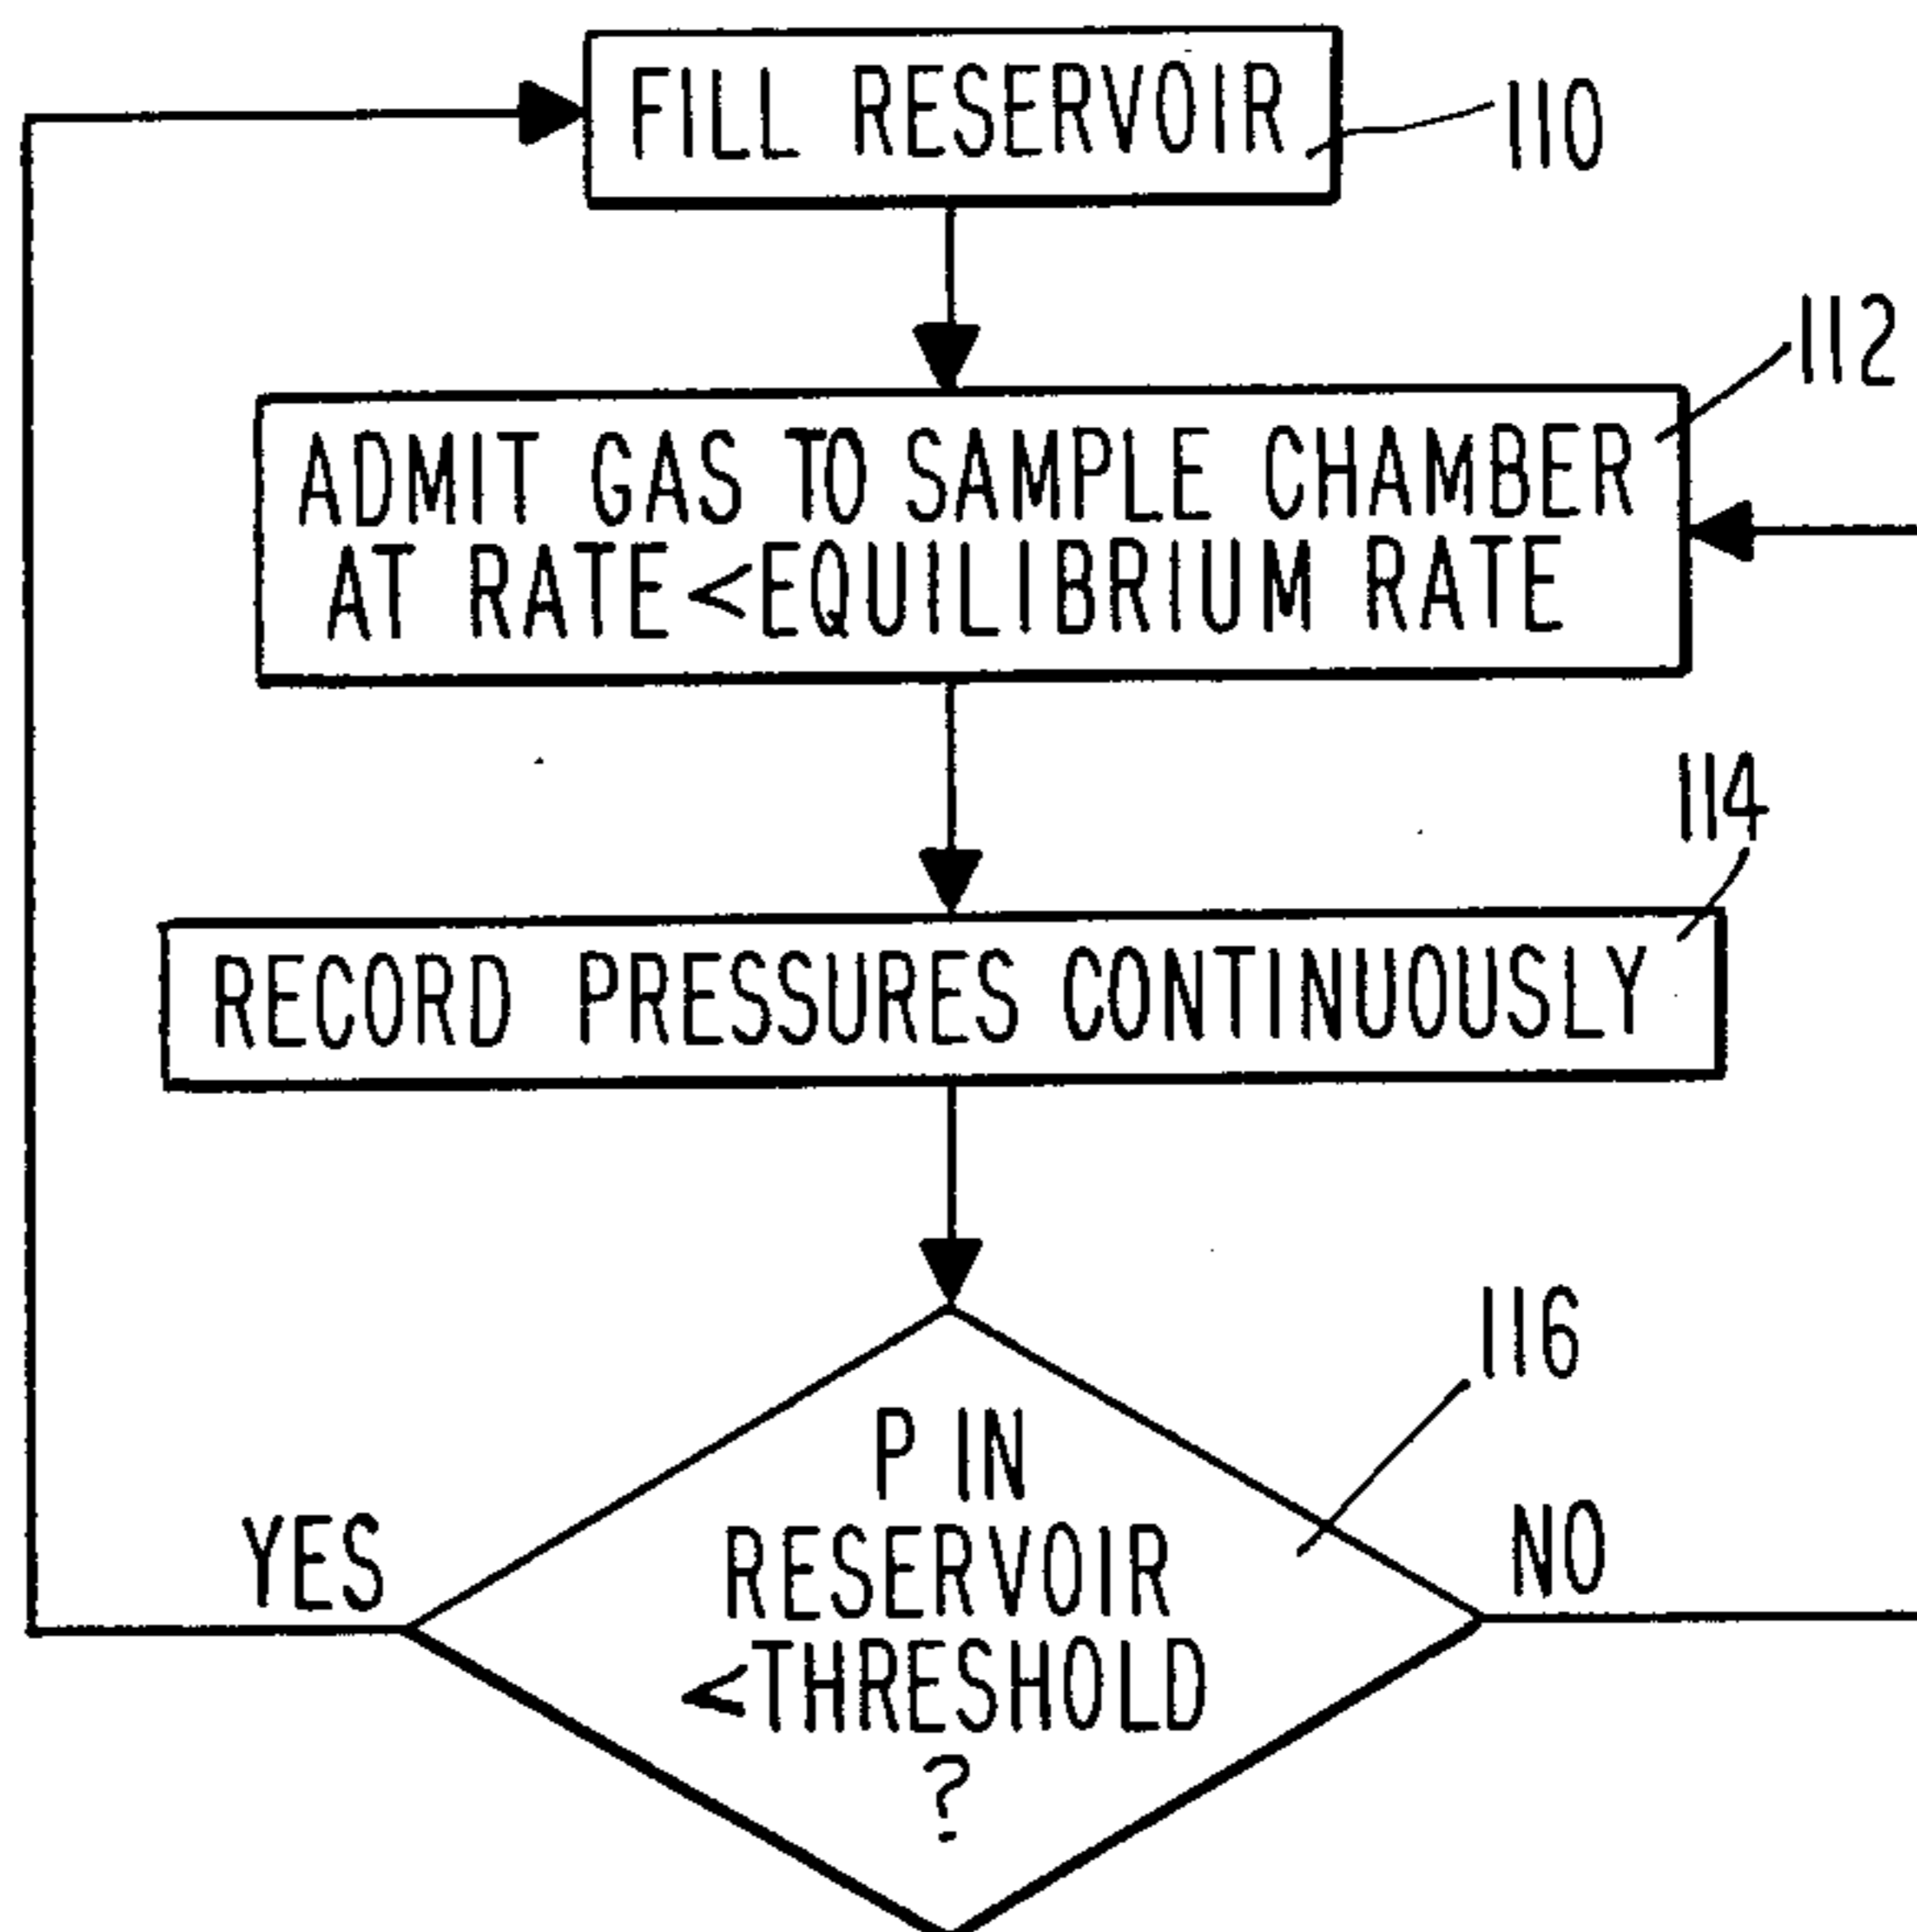 FILL RESERVOIR
110
112
ADMIT GAS TO SAMPLE CHAMBER
AT RATE <EQUILIBRIUM RATE
114
RECORD PRESSURES CONTINUOUSLY
116
P IN
RESERVOIR
<THRESHOLD
?
YES
NO